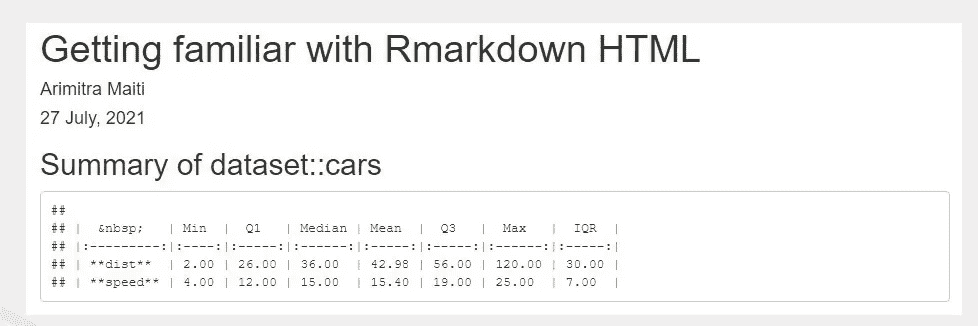 Getting familiar with Rmarkdown HTML
Arimitra Maiti
27 July, 2021
Summary of dataset::cars
##
## |   &nbsp;    | Min  |  Q1   | Median | Mean  |  Q3   |  Max   |  IQR  |
## |:---------:|:----:|:-----:|:------:|:-----:|:-----:|:------:|:-----:|
## | **dist**  | 2.00 | 26.00 | 36.00  | 42.98 | 56.00 | 120.00 | 30.00 |
## | **speed** | 4.00 | 12.00 | 15.00  | 15.40 | 19.00 | 25.00  | 7.00  |